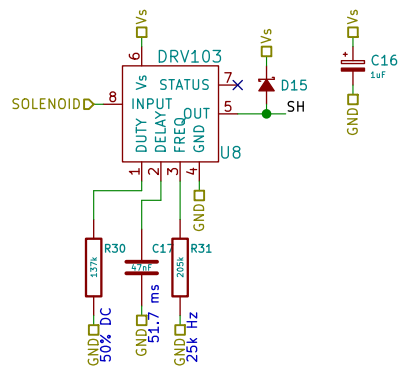 Vs
Vs
Vs
DRV103
6
Vs
STATUS
7
C16
1uF
D15
SOLENOID
8
INPUT
OUT
5
SH
DUTY
DELAY
FREQ
GND
U8
1
2
3
4
GND
GND
R30
137k
C17
47nF
R31
205k
GND
50% DC
GND
51.7 ms
GND
25k Hz